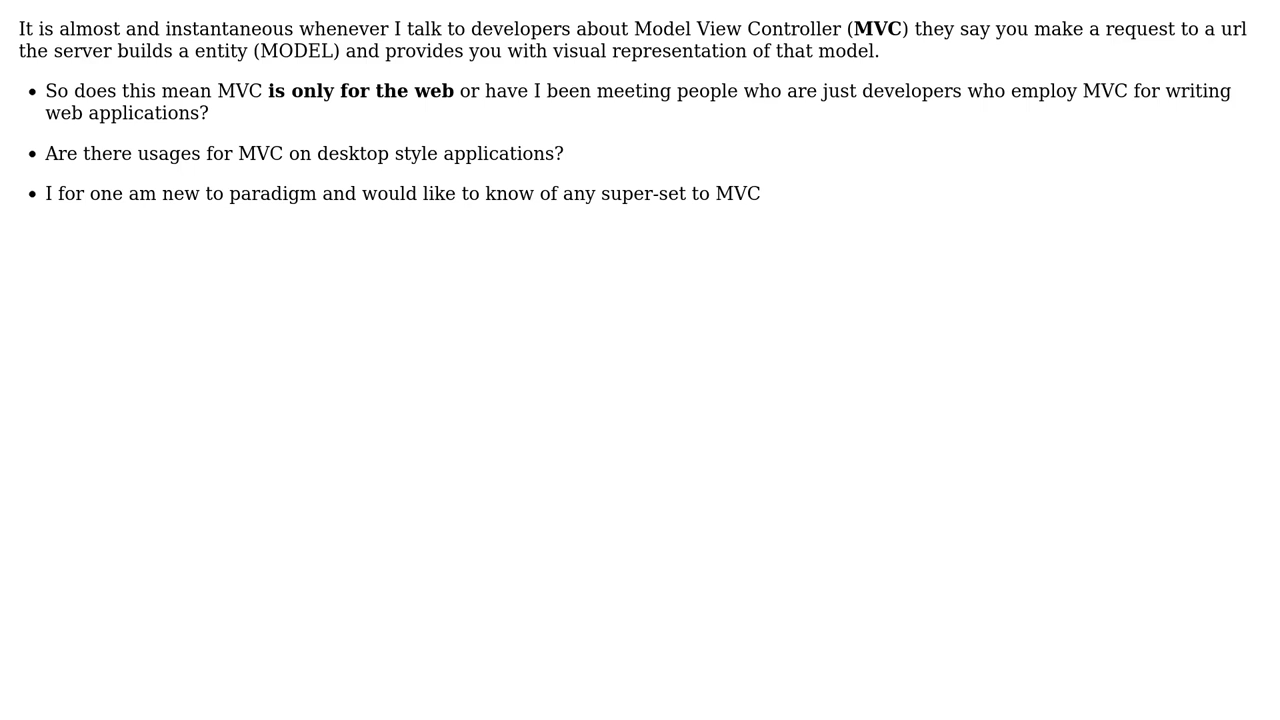 It is almost and instantaneous whenever I talk to developers about Model View Controller (MVC) they say you make a request to a url
the server builds a entity (MODEL) and provides you with visual representation of that model.
• So does this mean MVC is only for the web or have I been meeting people who are just developers who employ MVC for writing
web applications?
• Are there usages for MVC on desktop style applications?
• I for one am new to paradigm and would like to know of any super-set to MVC